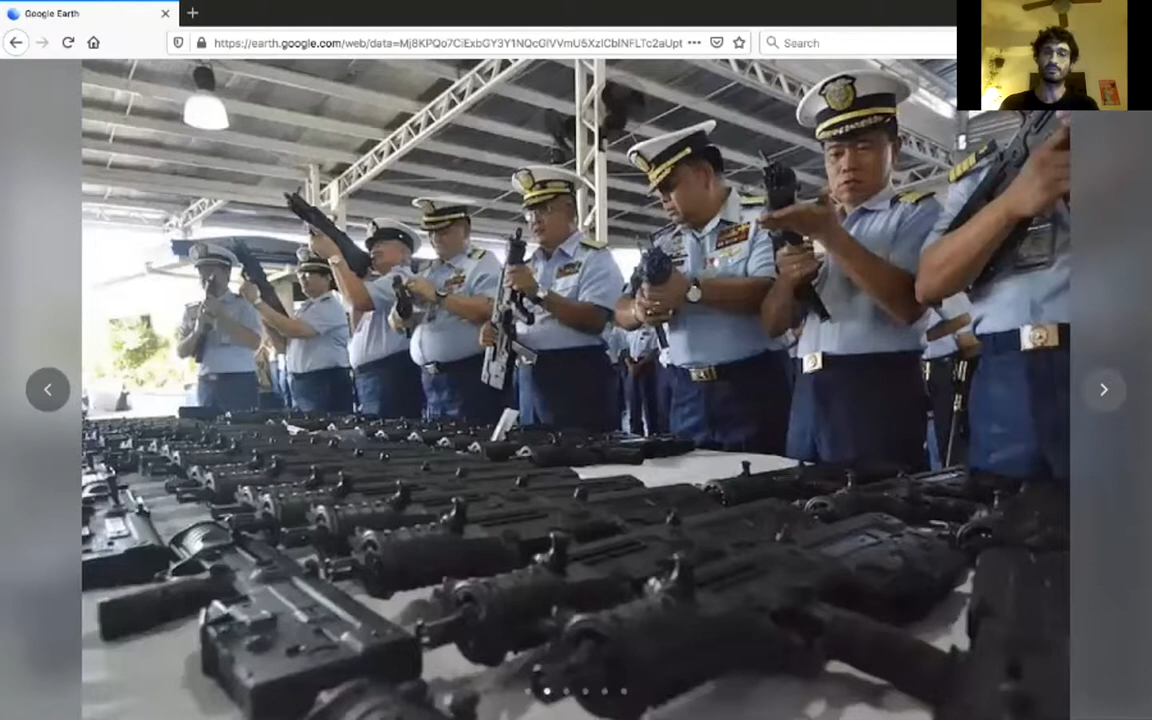 Google Earth
https://earth.google.com/web/data=Mj8KPQo7CiExbGY3Y1NQcGlVVmU5XzlCblNFLTc2aUpt
Search